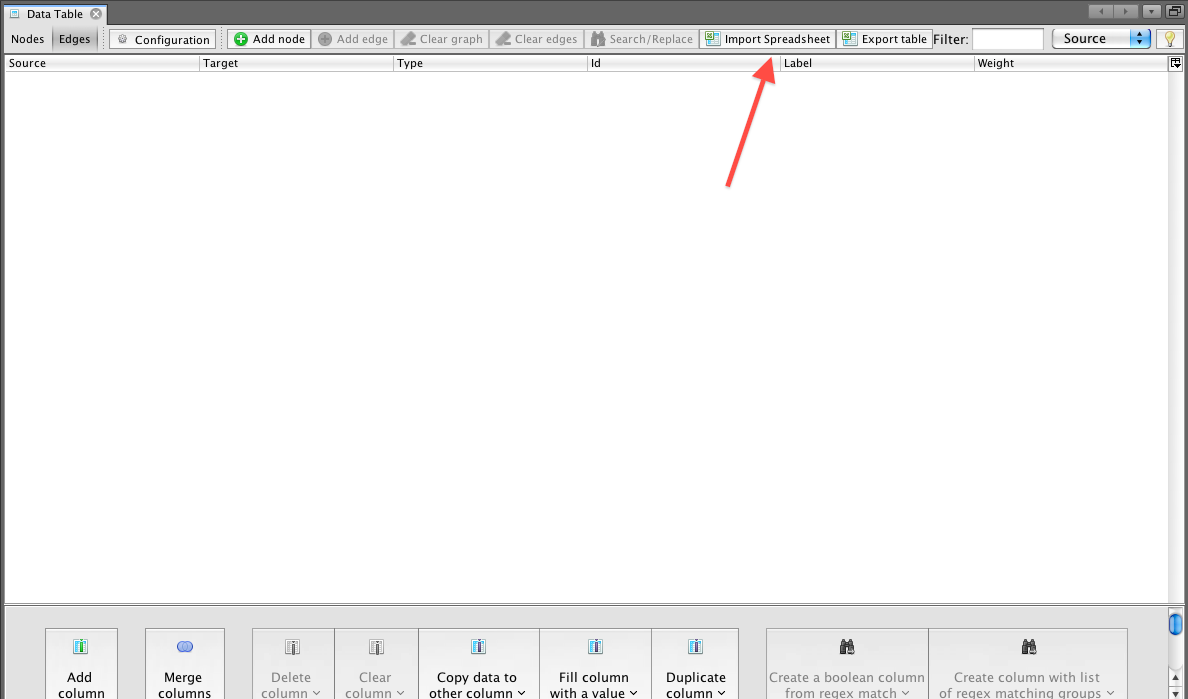 Data Table
Nodes Edges Configuration Add node Add edge Clear graph Clear edges Search/Replace Import Spreadsheet Export table Filter: Source
Source Target Type Id Label Weight
Add column
Merge columns
Delete column
Clear column
Copy data to other column
Fill column with a value
Duplicate column
Create a boolean column from regex match
Create column with list of regex matching groups